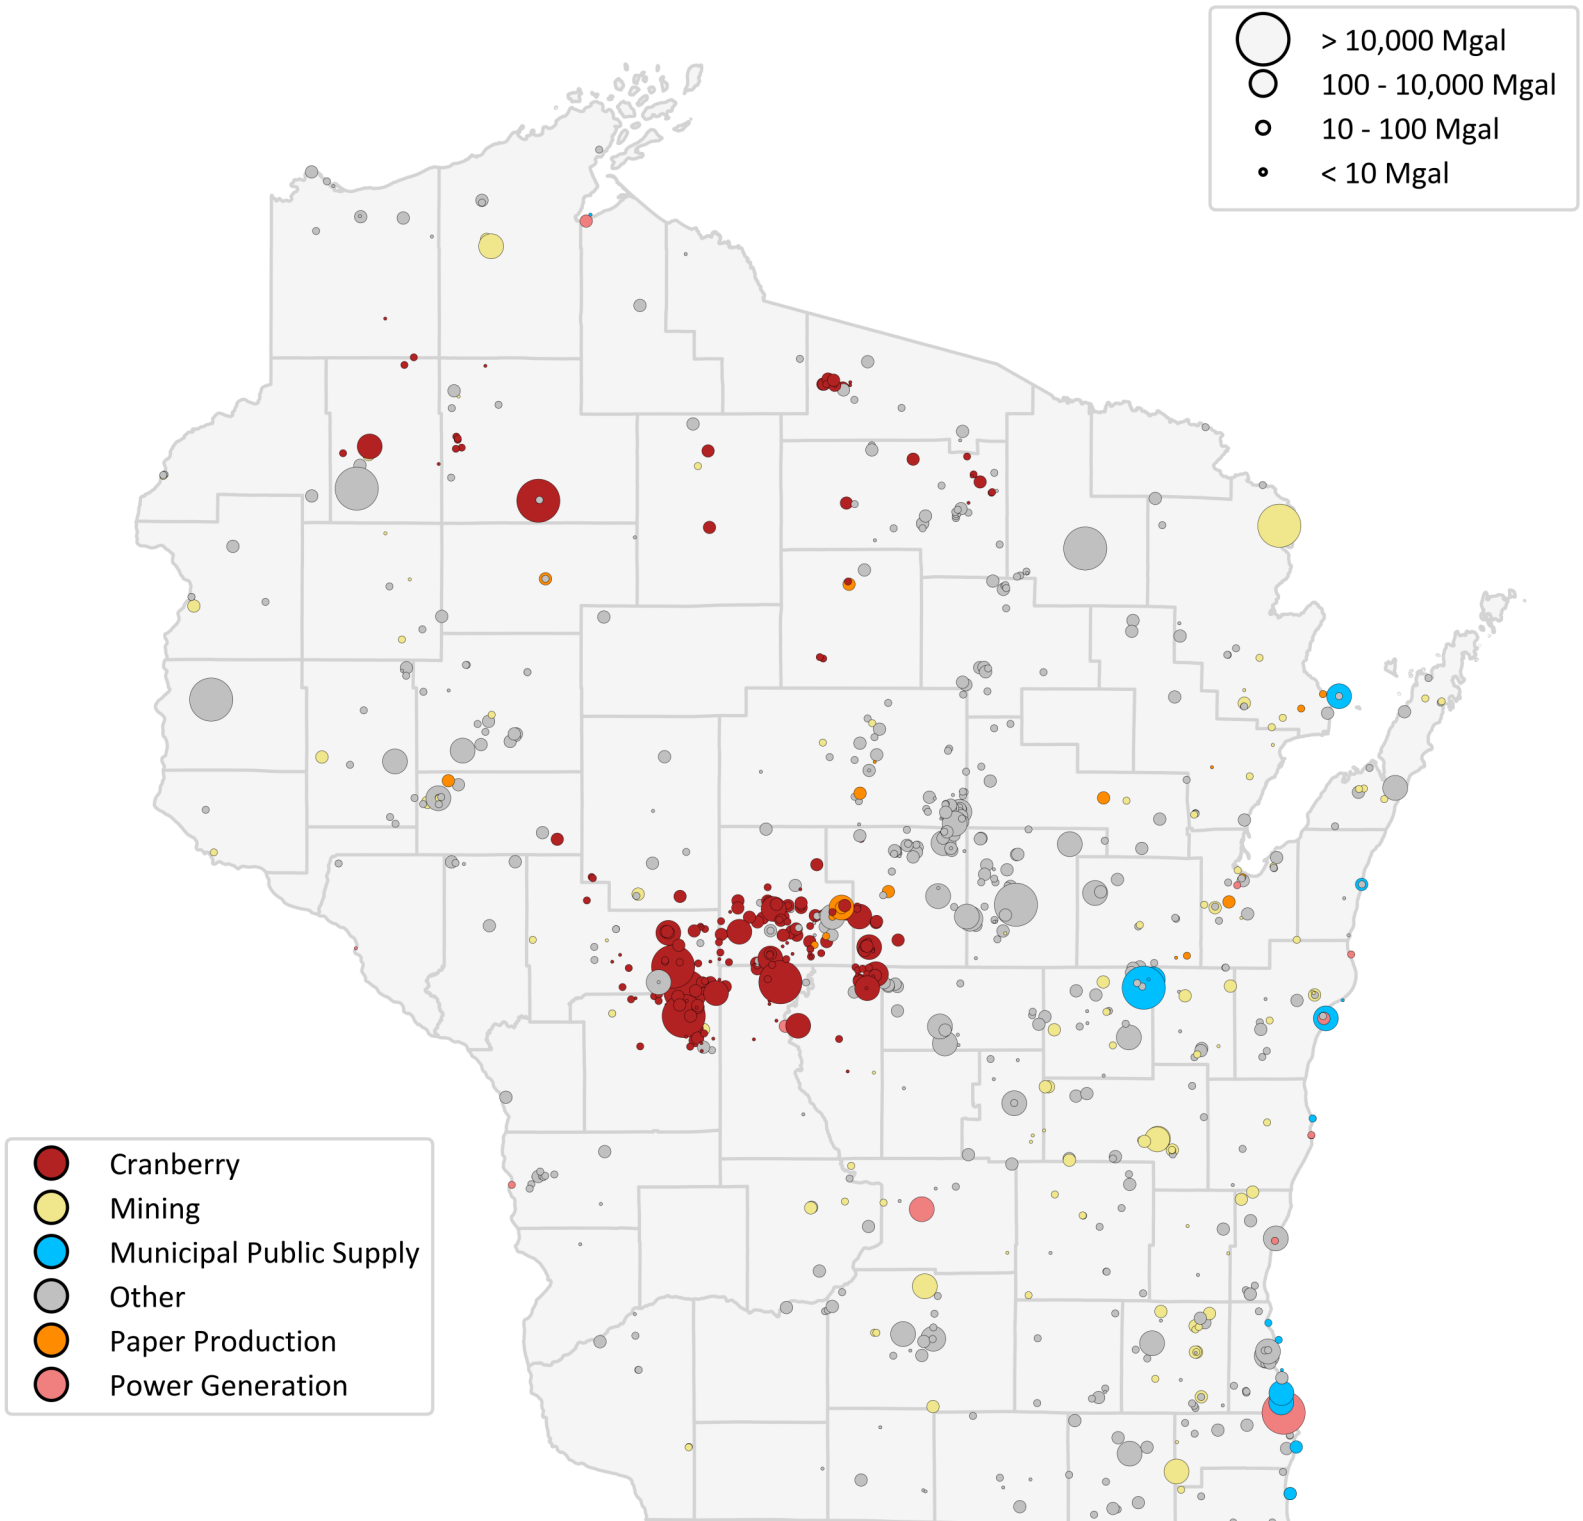 > 10,000 Mgal
100 - 10,000 Mgal
10 - 100 Mgal
< 10 Mgal
Cranberry
Mining
Municipal Public Supply
Other
Paper Production
Power Generation